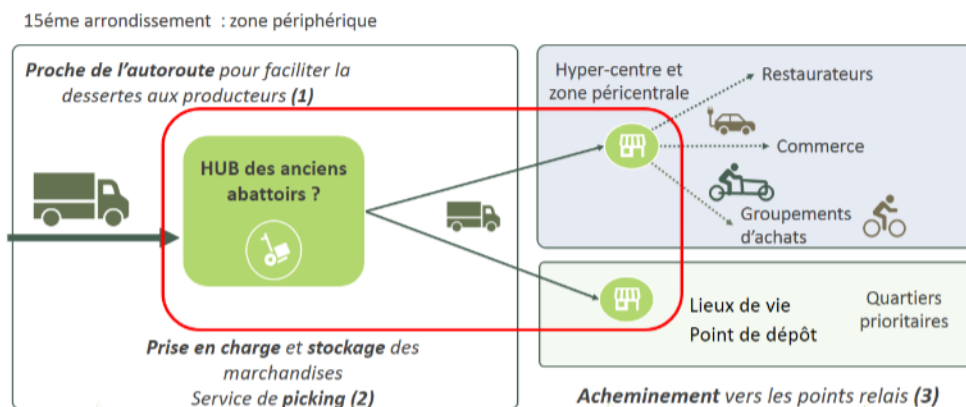 15éme arrondissement : zone périphérique
Proche de l'autoroute pour faciliter la
dessertes aux producteurs (1)
HUB des anciens
abattoirs ?
Prise en charge et stockage des
marchandises
Service de picking (2)
Hyper-centre et
zone péricentrale
Restaurateurs
Commerce
Groupements
d'achats
Lieux de vie
Point de dépôt
Quartiers
prioritaires
Acheminement vers les points relais (3)